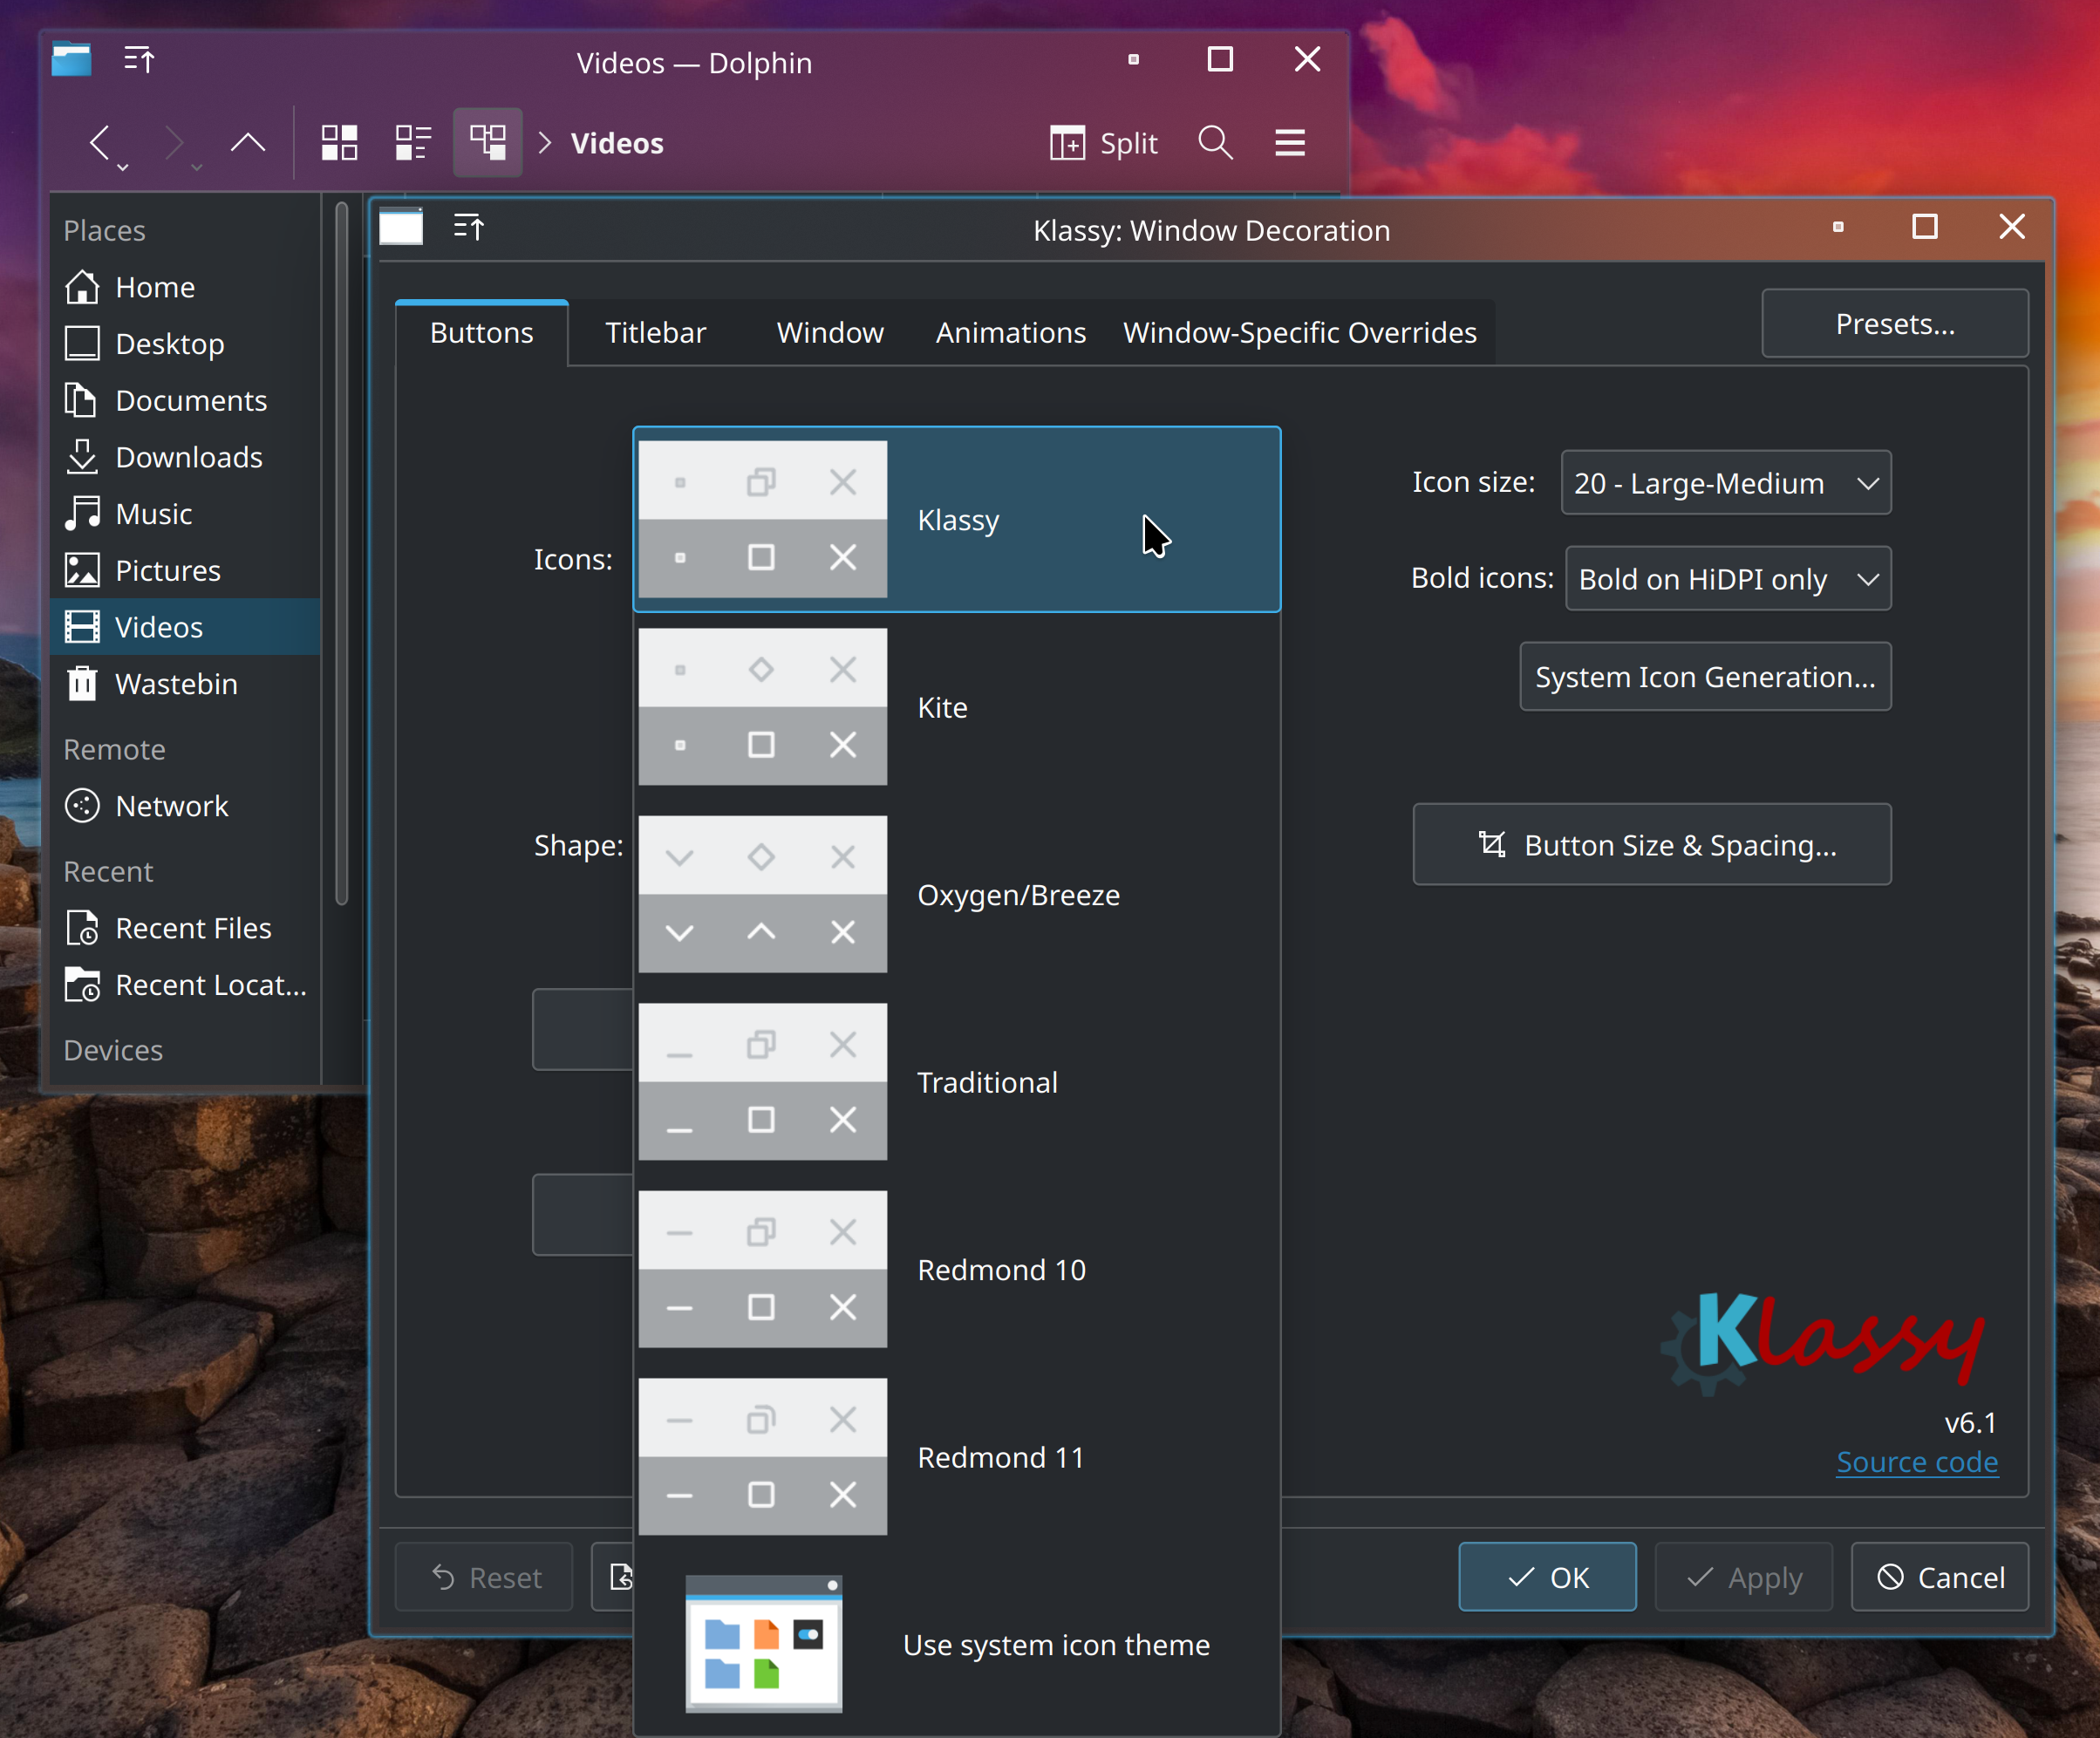 Videos — Dolphin
Videos
Split
Places
Home
Desktop
Documents
Downloads
Music
Pictures
Videos
Wastebin
Remote
Network
Recent
Recent Files
Recent Locat...
Devices
Klassy: Window Decoration
Buttons
Titlebar
Window
Animations
Window-Specific Overrides
Presets...
Icons:
Klassy
Kite
Oxygen/Breeze
Traditional
Redmond 10
Redmond 11
Use system icon theme
Shape:
Icon size:
20 - Large-Medium
Bold icons:
Bold on HiDPI only
System Icon Generation...
Button Size & Spacing...
Klassy
v6.1
Source code
Reset
OK
Apply
Cancel